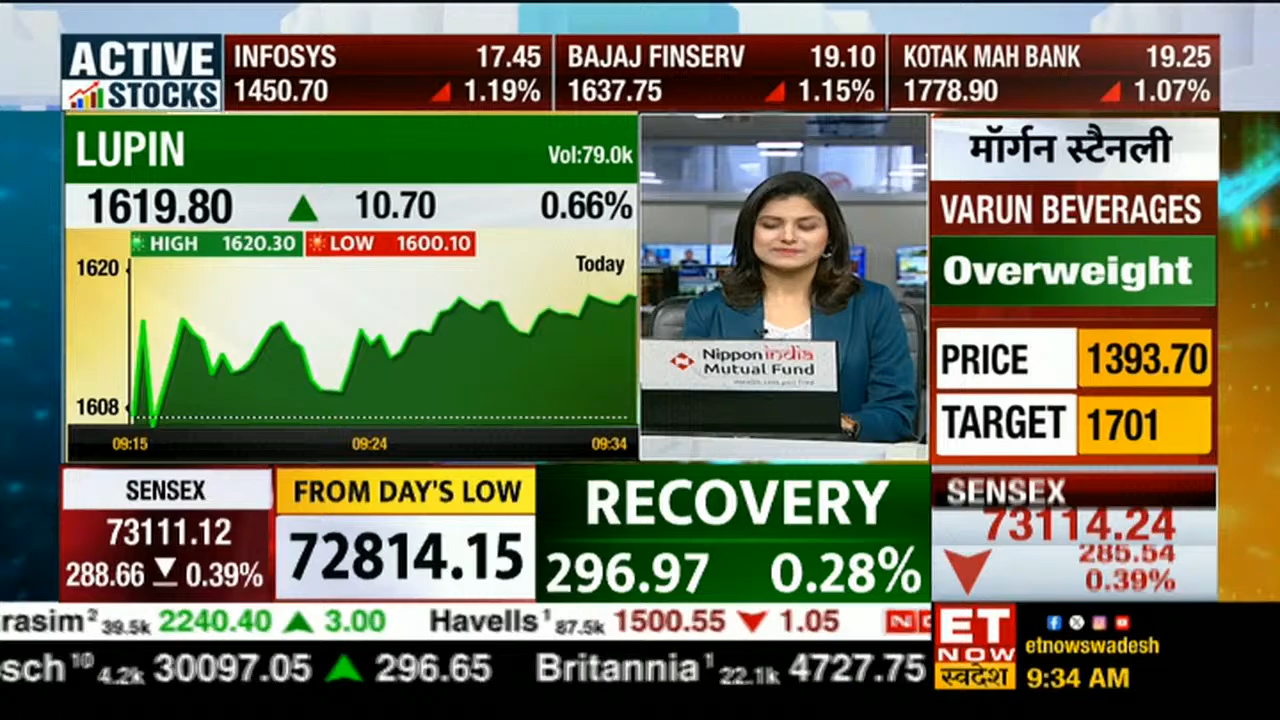 ACTIVE STOCKS
INFOSYS 17.45
1450.70 1.19%
BAJAJ FINSERV 19.10
1637.75 1.15%
KOTAK MAH BANK 19.25
1778.90 1.07%
LUPIN Vol:79.0k
1619.80 ▲ 10.70 0.66%
HIGH 1620.30 LOW 1600.10
Today
1620
1608
09:15 09:24 09:34
Nipponindia
Mutual Fund
मॉर्गन स्टैनली
VARUN BEVERAGES
Overweight
PRICE 1393.70
TARGET 1701
SENSEX
73111.12
288.66 ▼ 0.39%
FROM DAY'S LOW
72814.15
RECOVERY
296.97 0.28%
SENSEX
73114.24
285.54
0.39%
rasim² 39.5k 2240.40 ▲ 3.00 Havells¹ 87.5k 1500.55 ▼ 1.05
sch¹⁰ 4.2k 30097.05 ▲ 296.65 Britannia¹ 22.1k 4727.75
ET
NOW
स्वदेश
etnowswadesh
9:34 AM